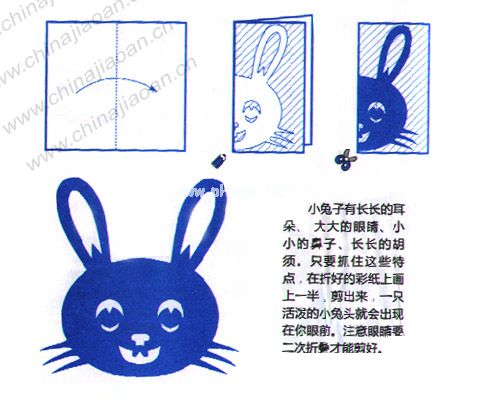 www.chinajiaoan.cn
www.chinajiaoan.cn
小兔子有长长的耳
朵、大大的眼睛、小
小的鼻子、长长的胡
须。只要抓住这些特
点，在折好的彩纸上画
上一半，剪出来，一只
活泼的小兔头就会出现
在你眼前。注意眼睛要
二次折叠才能剪好。